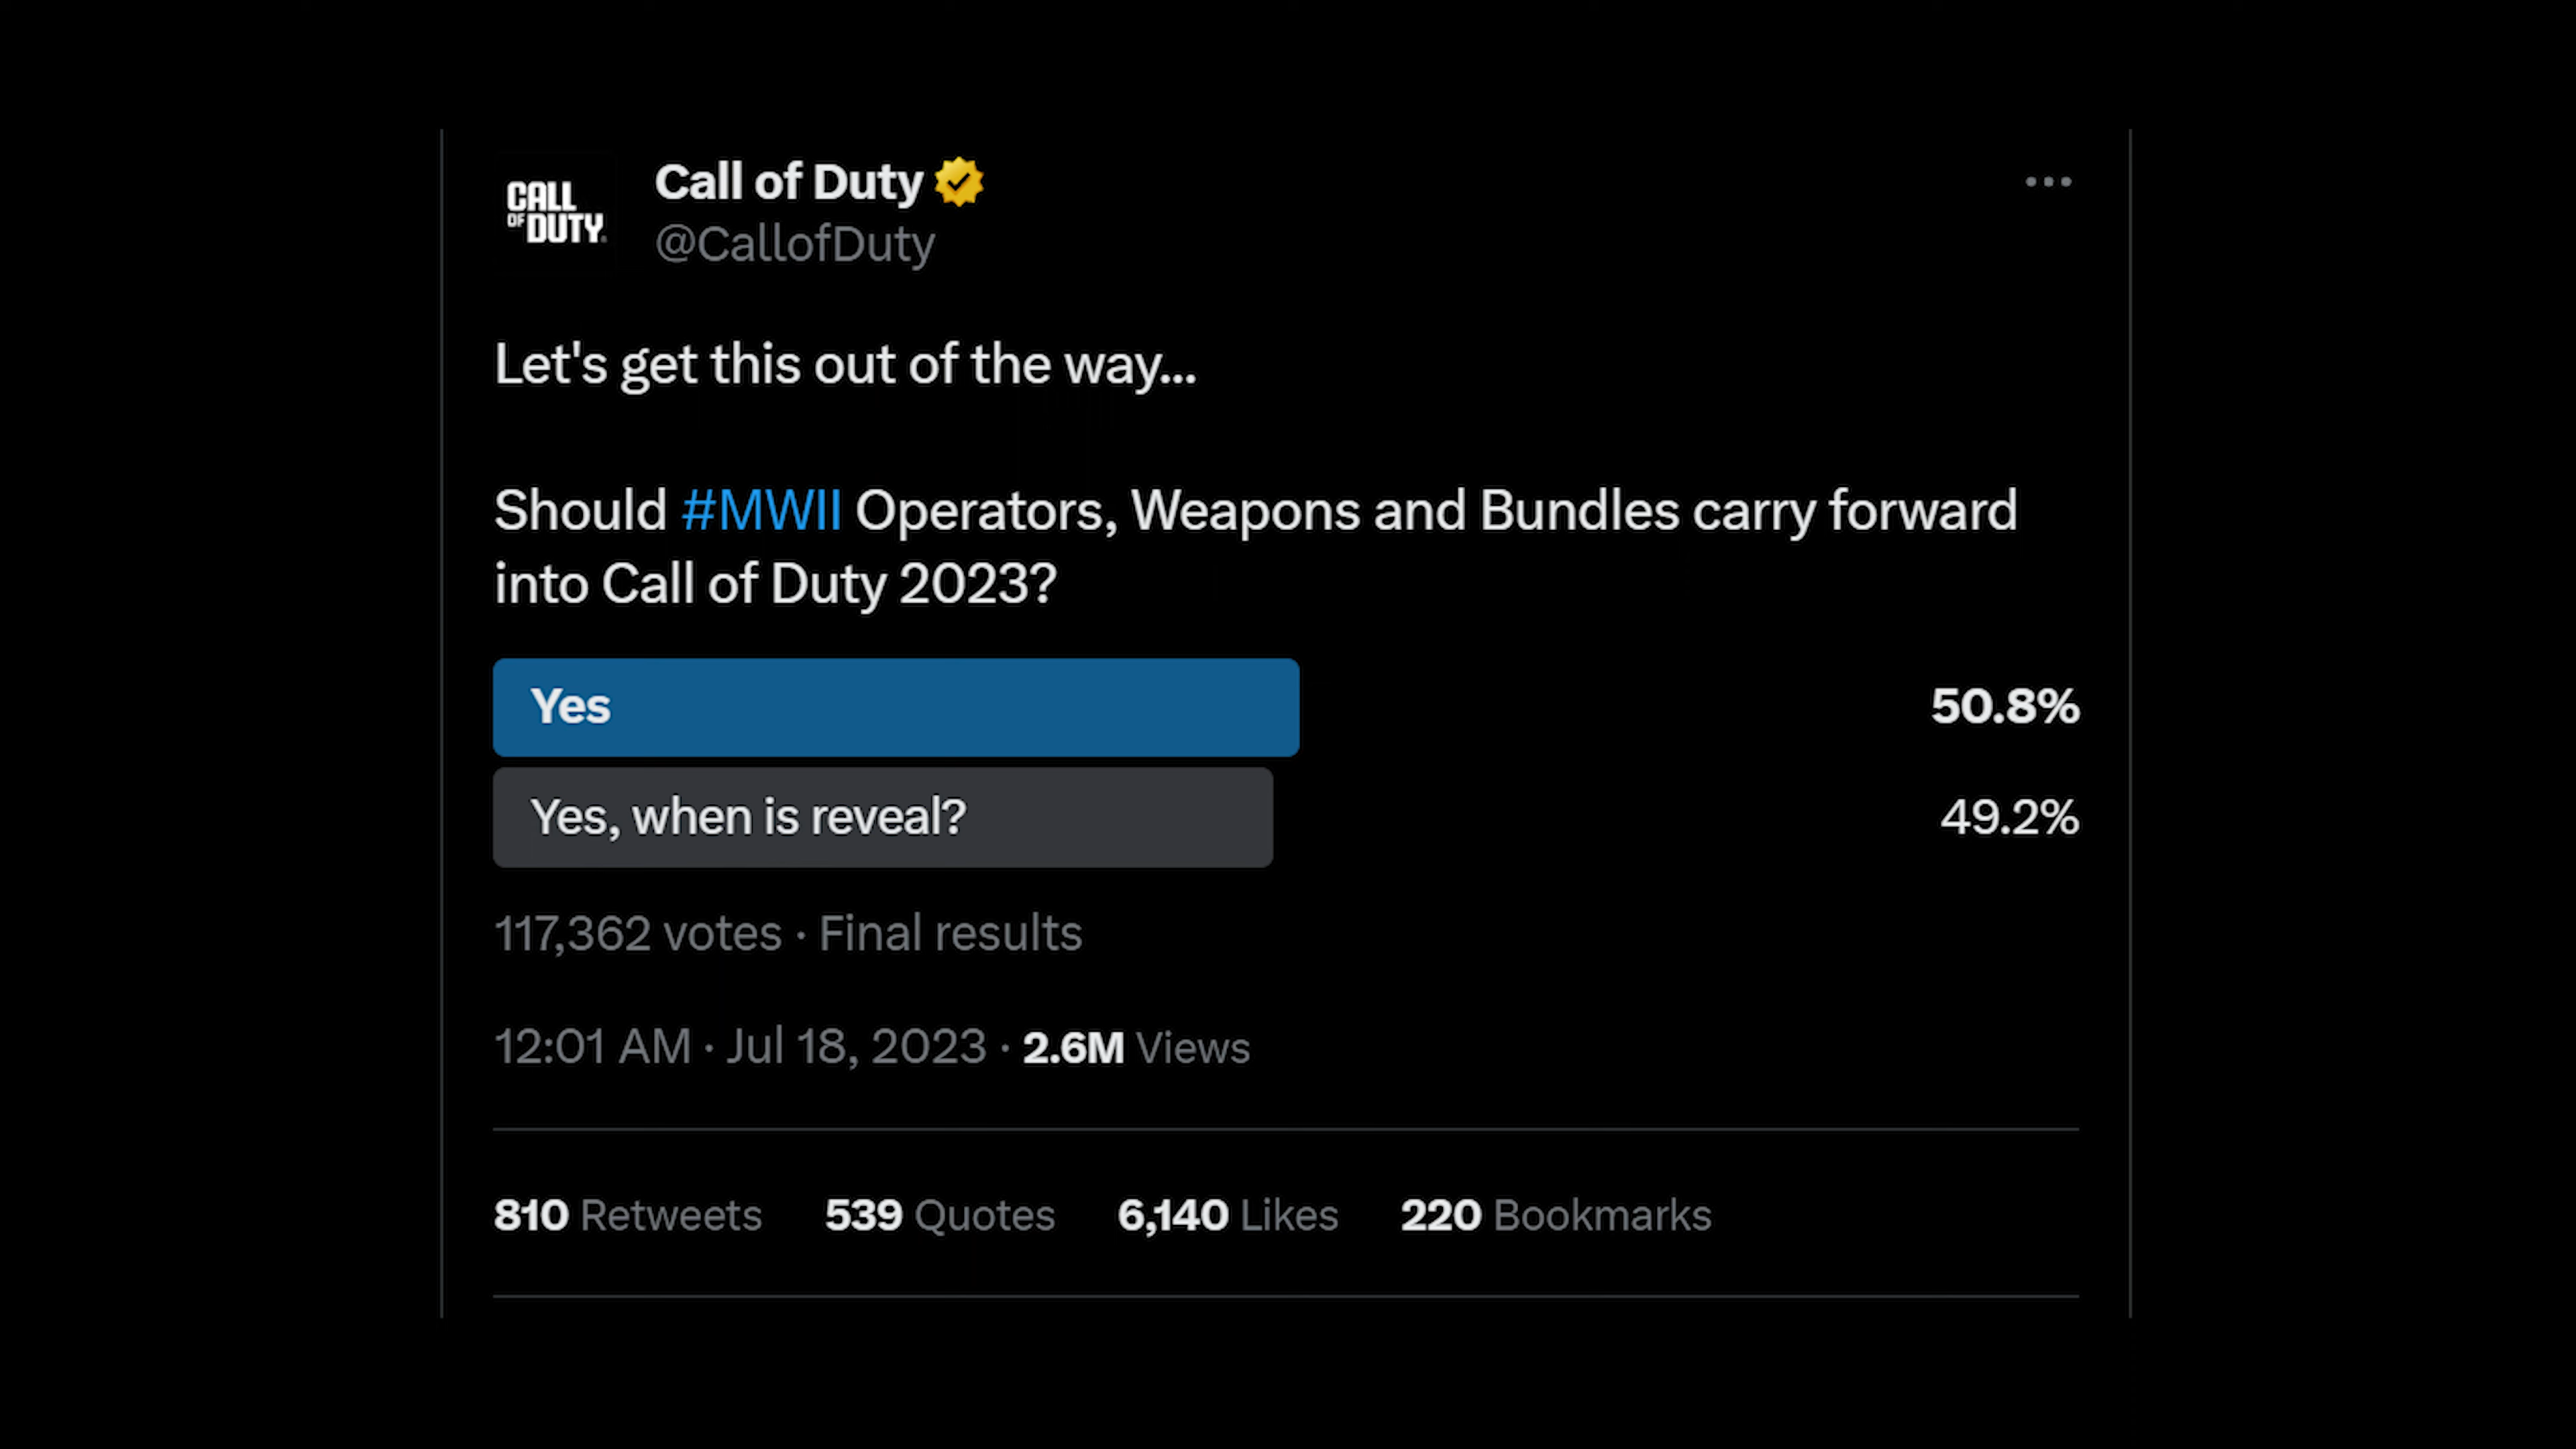 CALL
OF DUTY.
Call of Duty
@CallofDuty
Let's get this out of the way...
Should #MWII Operators, Weapons and Bundles carry forward
into Call of Duty 2023?
Yes 50.8%
Yes, when is reveal? 49.2%
117,362 votes · Final results
12:01 AM · Jul 18, 2023 · 2.6M Views
810 Retweets 539 Quotes 6,140 Likes 220 Bookmarks